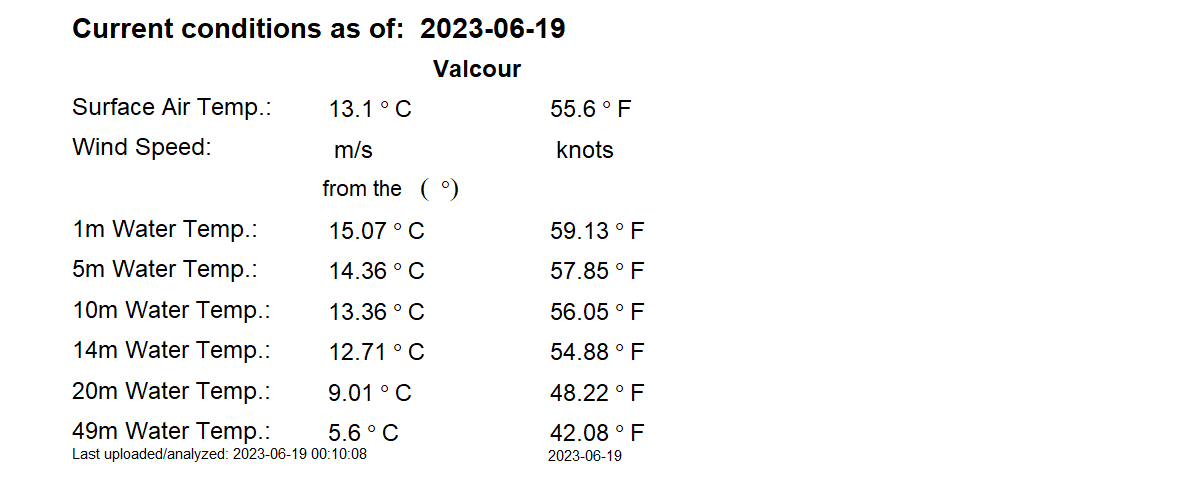 Current conditions as of: 2023-06-19
Valcour
Surface Air Temp.: 13.1 ° C 55.6 ° F
Wind Speed: m/s knots
from the ( °)
1m Water Temp.: 15.07 ° C 59.13 ° F
5m Water Temp.: 14.36 ° C 57.85 ° F
10m Water Temp.: 13.36 ° C 56.05 ° F
14m Water Temp.: 12.71 ° C 54.88 ° F
20m Water Temp.: 9.01 ° C 48.22 ° F
49m Water Temp.: 5.6 ° C 42.08 ° F
Last uploaded/analyzed: 2023-06-19 00:10:08 2023-06-19